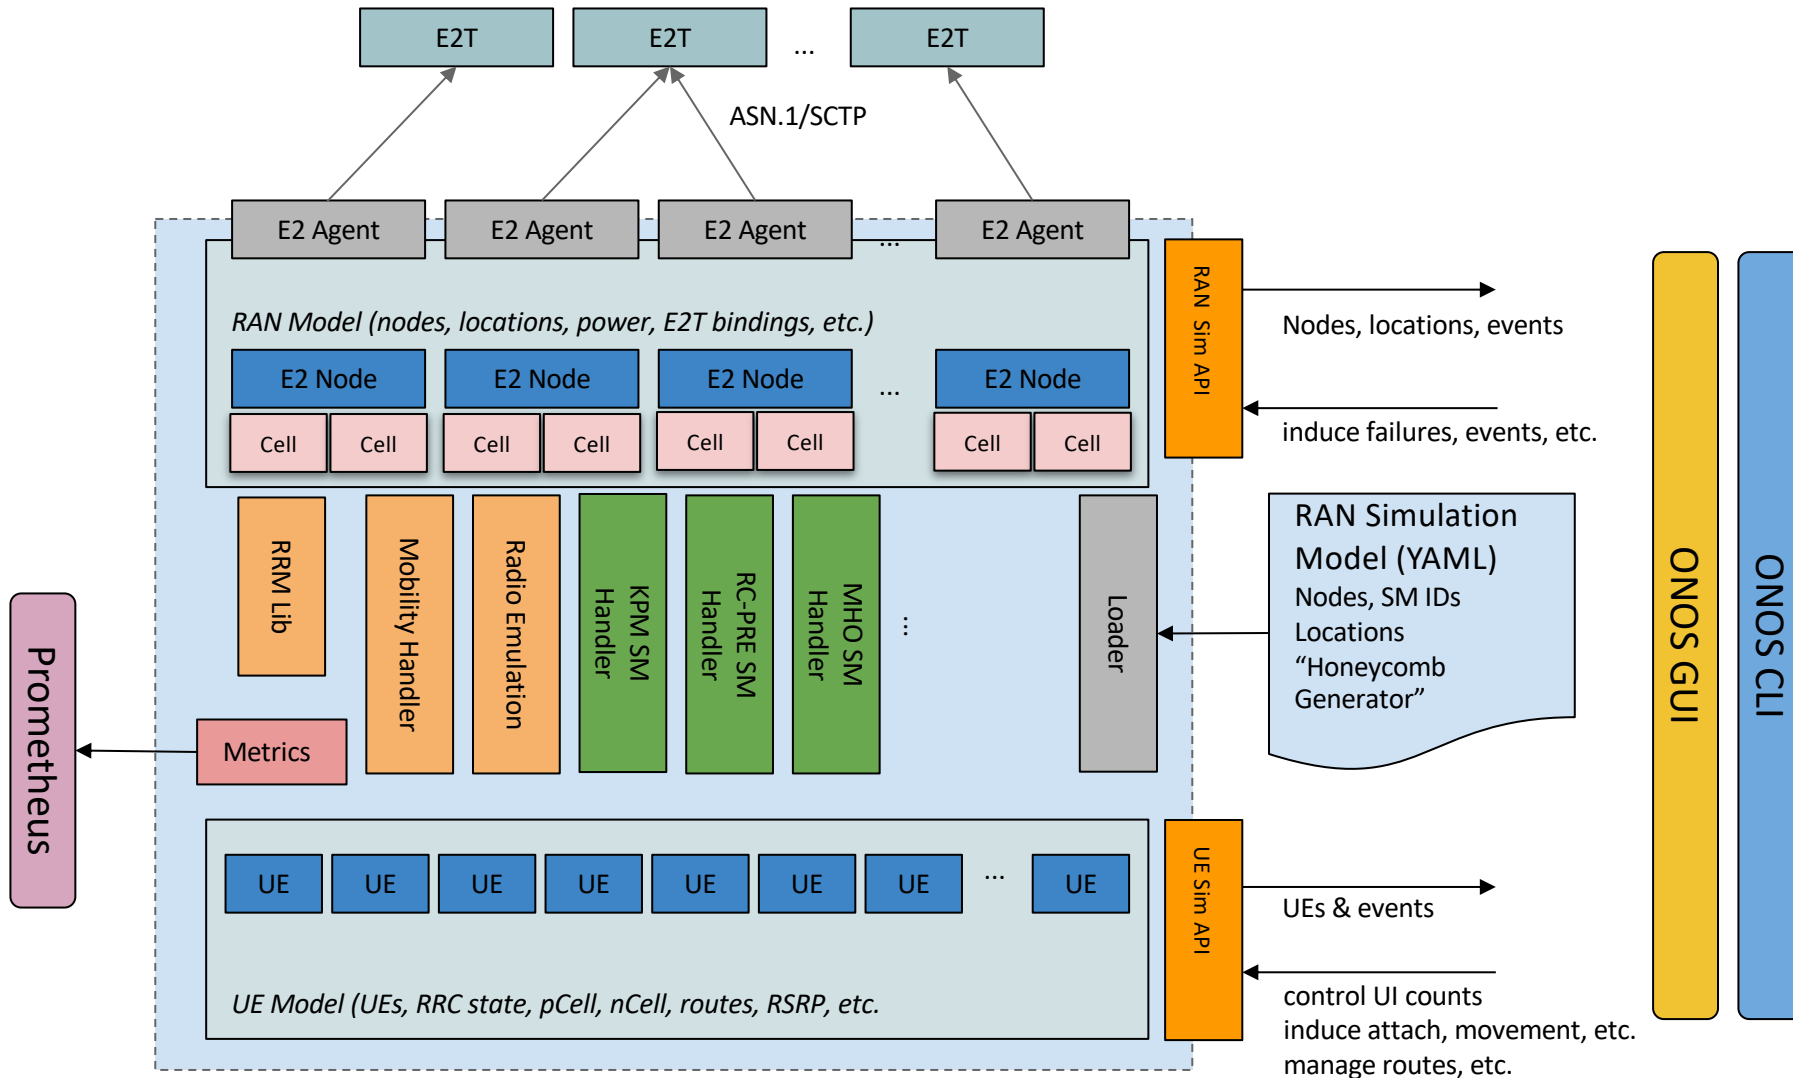 E2T
E2T
...
E2T
ASN.1/SCTP
E2 Agent
E2 Agent
E2 Agent
...
E2 Agent
RAN Model (nodes, locations, power, E2T bindings, etc.)
E2 Node
E2 Node
E2 Node
...
E2 Node
Cell
Cell
Cell
Cell
Cell
Cell
Cell
Cell
RAN Sim API
Nodes, locations, events
induce failures, events, etc.
RRM Lib
Mobility Handler
Radio Emulation
KPM SM
Handler
RC-PRE SM
Handler
MHO SM
Handler
...
Loader
RAN Simulation
Model (YAML)
Nodes, SM IDs
Locations
“Honeycomb
Generator”
ONOS GUI
ONOS CLI
Prometheus
Metrics
UE
UE
UE
UE
UE
UE
UE
...
UE
UE Model (UEs, RRC state, pCell, nCell, routes, RSRP, etc.
UE Sim API
UEs & events
control UI counts
induce attach, movement, etc.
manage routes, etc.